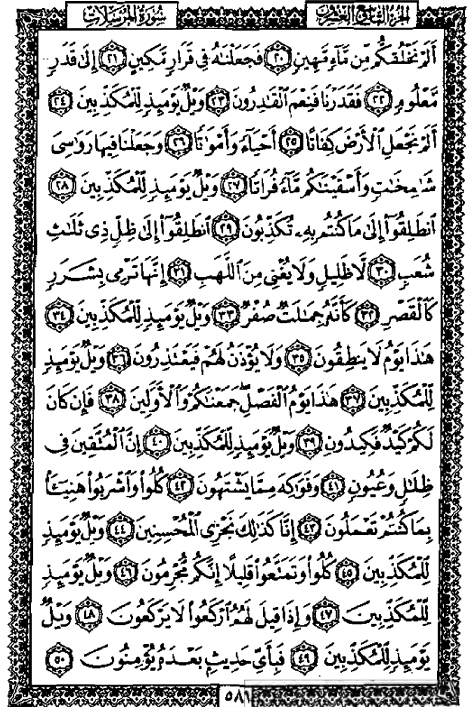 الجزء التاسع والعشرون سورة المرسلات
أَلَمْ نَخْلُقكُّم مِّن مَّآءٍ مَّهِينٍ ٢٠ فَجَعَلْنَٰهُ فِى قَرَارٍ مَّكِينٍ ٢١ إِلَىٰ قَدَرٍ
مَّعْلُومٍ ٢٢ فَقَدَرْنَا فَنِعْمَ ٱلْقَٰدِرُونَ ٢٣ وَيْلٌ يَوْمَئِذٍ لِّلْمُكَذِّبِينَ ٢٤
أَلَمْ نَجْعَلِ ٱلْأَرْضَ كِفَاتًا ٢٥ أَحْيَآءً وَأَمْوَٰتًا ٢٦ وَجَعَلْنَا فِيهَا رَوَٰسِىَ
شَٰمِخَٰتٍ وَأَسْقَيْنَٰكُم مَّآءً فُرَاتًا ٢٧ وَيْلٌ يَوْمَئِذٍ لِّلْمُكَذِّبِينَ ٢٨
ٱنطَلِقُوٓا۟ إِلَىٰ مَا كُنتُم بِهِۦ تُكَذِّبُونَ ٢٩ ٱنطَلِقُوٓا۟ إِلَىٰ ظِلٍّ ذِى ثَلَٰثِ
شُعَبٍ ٣٠ لَّا ظَلِيلٍ وَلَا يُغْنِى مِنَ ٱللَّهَبِ ٣١ إِنَّهَا تَرْمِى بِشَرَرٍ
كَٱلْقَصْرِ ٣٢ كَأَنَّهُۥ جِمَٰلَتٌ صُفْرٌ ٣٣ وَيْلٌ يَوْمَئِذٍ لِّلْمُكَذِّبِينَ ٣٤
هَٰذَا يَوْمُ لَا يَنطِقُونَ ٣٥ وَلَا يُؤْذَنُ لَهُمْ فَيَعْتَذِرُونَ ٣٦ وَيْلٌ يَوْمَئِذٍ
لِّلْمُكَذِّبِينَ ٣٧ هَٰذَا يَوْمُ ٱلْفَصْلِ جَمَعْنَٰكُمْ وَٱلْأَوَّلِينَ ٣٨ فَإِن كَانَ
لَكُمْ كَيْدٌ فَكِيدُونِ ٣٩ وَيْلٌ يَوْمَئِذٍ لِّلْمُكَذِّبِينَ ٤٠ إِنَّ ٱلْمُتَّقِينَ فِى
ظِلَٰلٍ وَعُيُونٍ ٤١ وَفَوَٰكِهَ مِمَّا يَشْتَهُونَ ٤٢ كُلُوا۟ وَٱشْرَبُوا۟ هَنِيٓـًٔۢا
بِمَا كُنتُمْ تَعْمَلُونَ ٤٣ إِنَّا كَذَٰلِكَ نَجْزِى ٱلْمُحْسِنِينَ ٤٤ وَيْلٌ يَوْمَئِذٍ
لِّلْمُكَذِّبِينَ ٤٥ كُلُوا۟ وَتَمَتَّعُوا۟ قَلِيلًا إِنَّكُم مُّجْرِمُونَ ٤٦ وَيْلٌ يَوْمَئِذٍ
لِّلْمُكَذِّبِينَ ٤٧ وَإِذَا قِيلَ لَهُمُ ٱرْكَعُوا۟ لَا يَرْكَعُونَ ٤٨ وَيْلٌ
يَوْمَئِذٍ لِّلْمُكَذِّبِينَ ٤٩ فَبِأَىِّ حَدِيثٍۭ بَعْدَهُۥ يُؤْمِنُونَ ٥٠
٥٨١